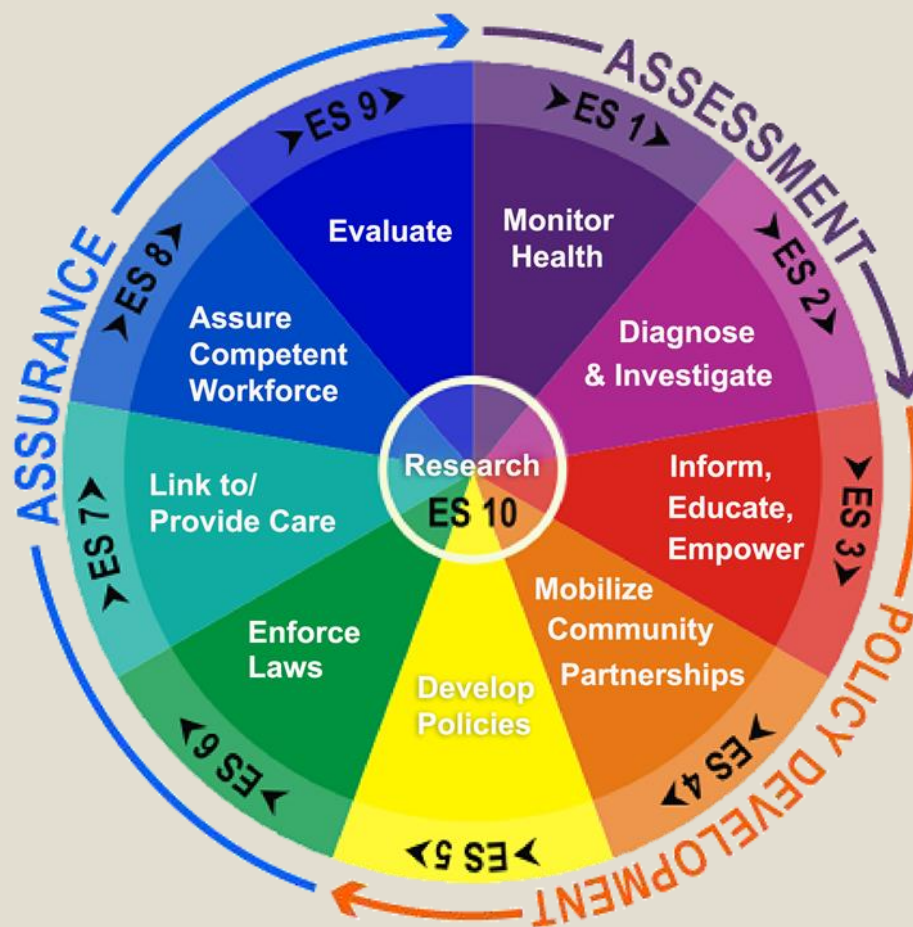 ASSESSMENT
POLICY DEVELOPMENT
ASSURANCE
ES 1
Monitor
Health
ES 2
Diagnose
& Investigate
ES 3
Inform,
Educate,
Empower
ES 4
Mobilize
Community
Partnerships
ES 5
Develop
Policies
ES 6
Enforce
Laws
ES 7
Link to/
Provide Care
ES 8
Assure
Competent
Workforce
ES 9
Evaluate
Research
ES 10